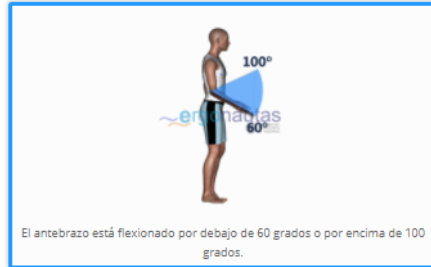 100º
ergonautas
60º
El antebrazo está flexionado por debajo de 60 grados o por encima de 100
grados.